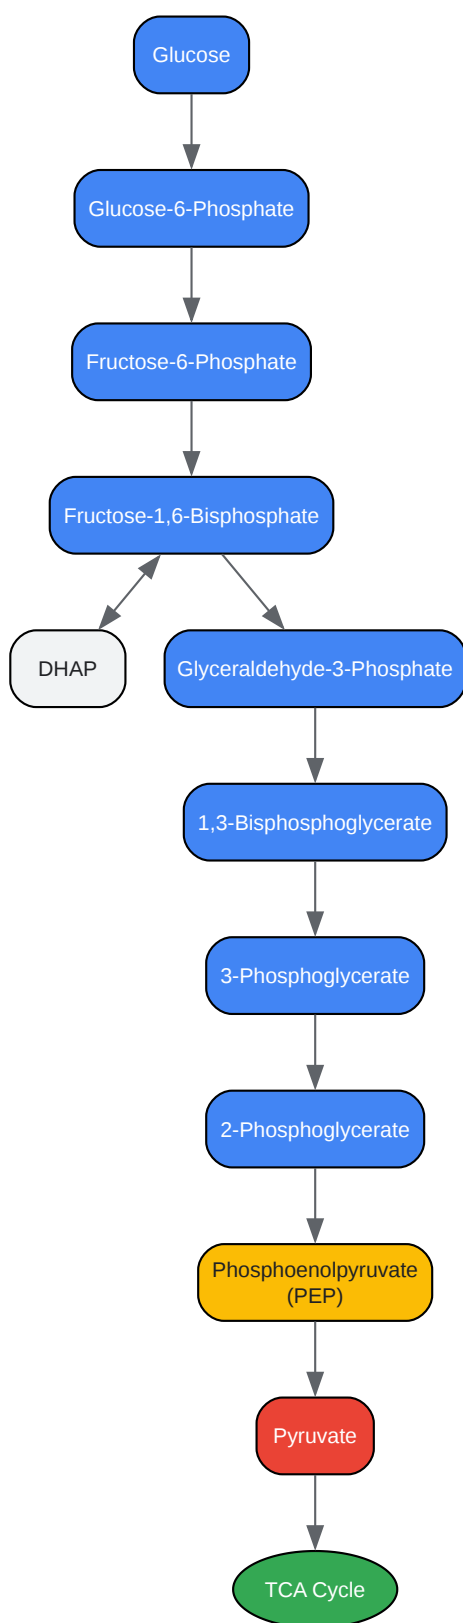 Glucose
Glucose-6-Phosphate
Fructose-6-Phosphate
Fructose-1,6-Bisphosphate
DHAP
Glyceraldehyde-3-Phosphate
1,3-Bisphosphoglycerate
3-Phosphoglycerate
2-Phosphoglycerate
Phosphoenolpyruvate
(PEP)
Pyruvate
TCA Cycle